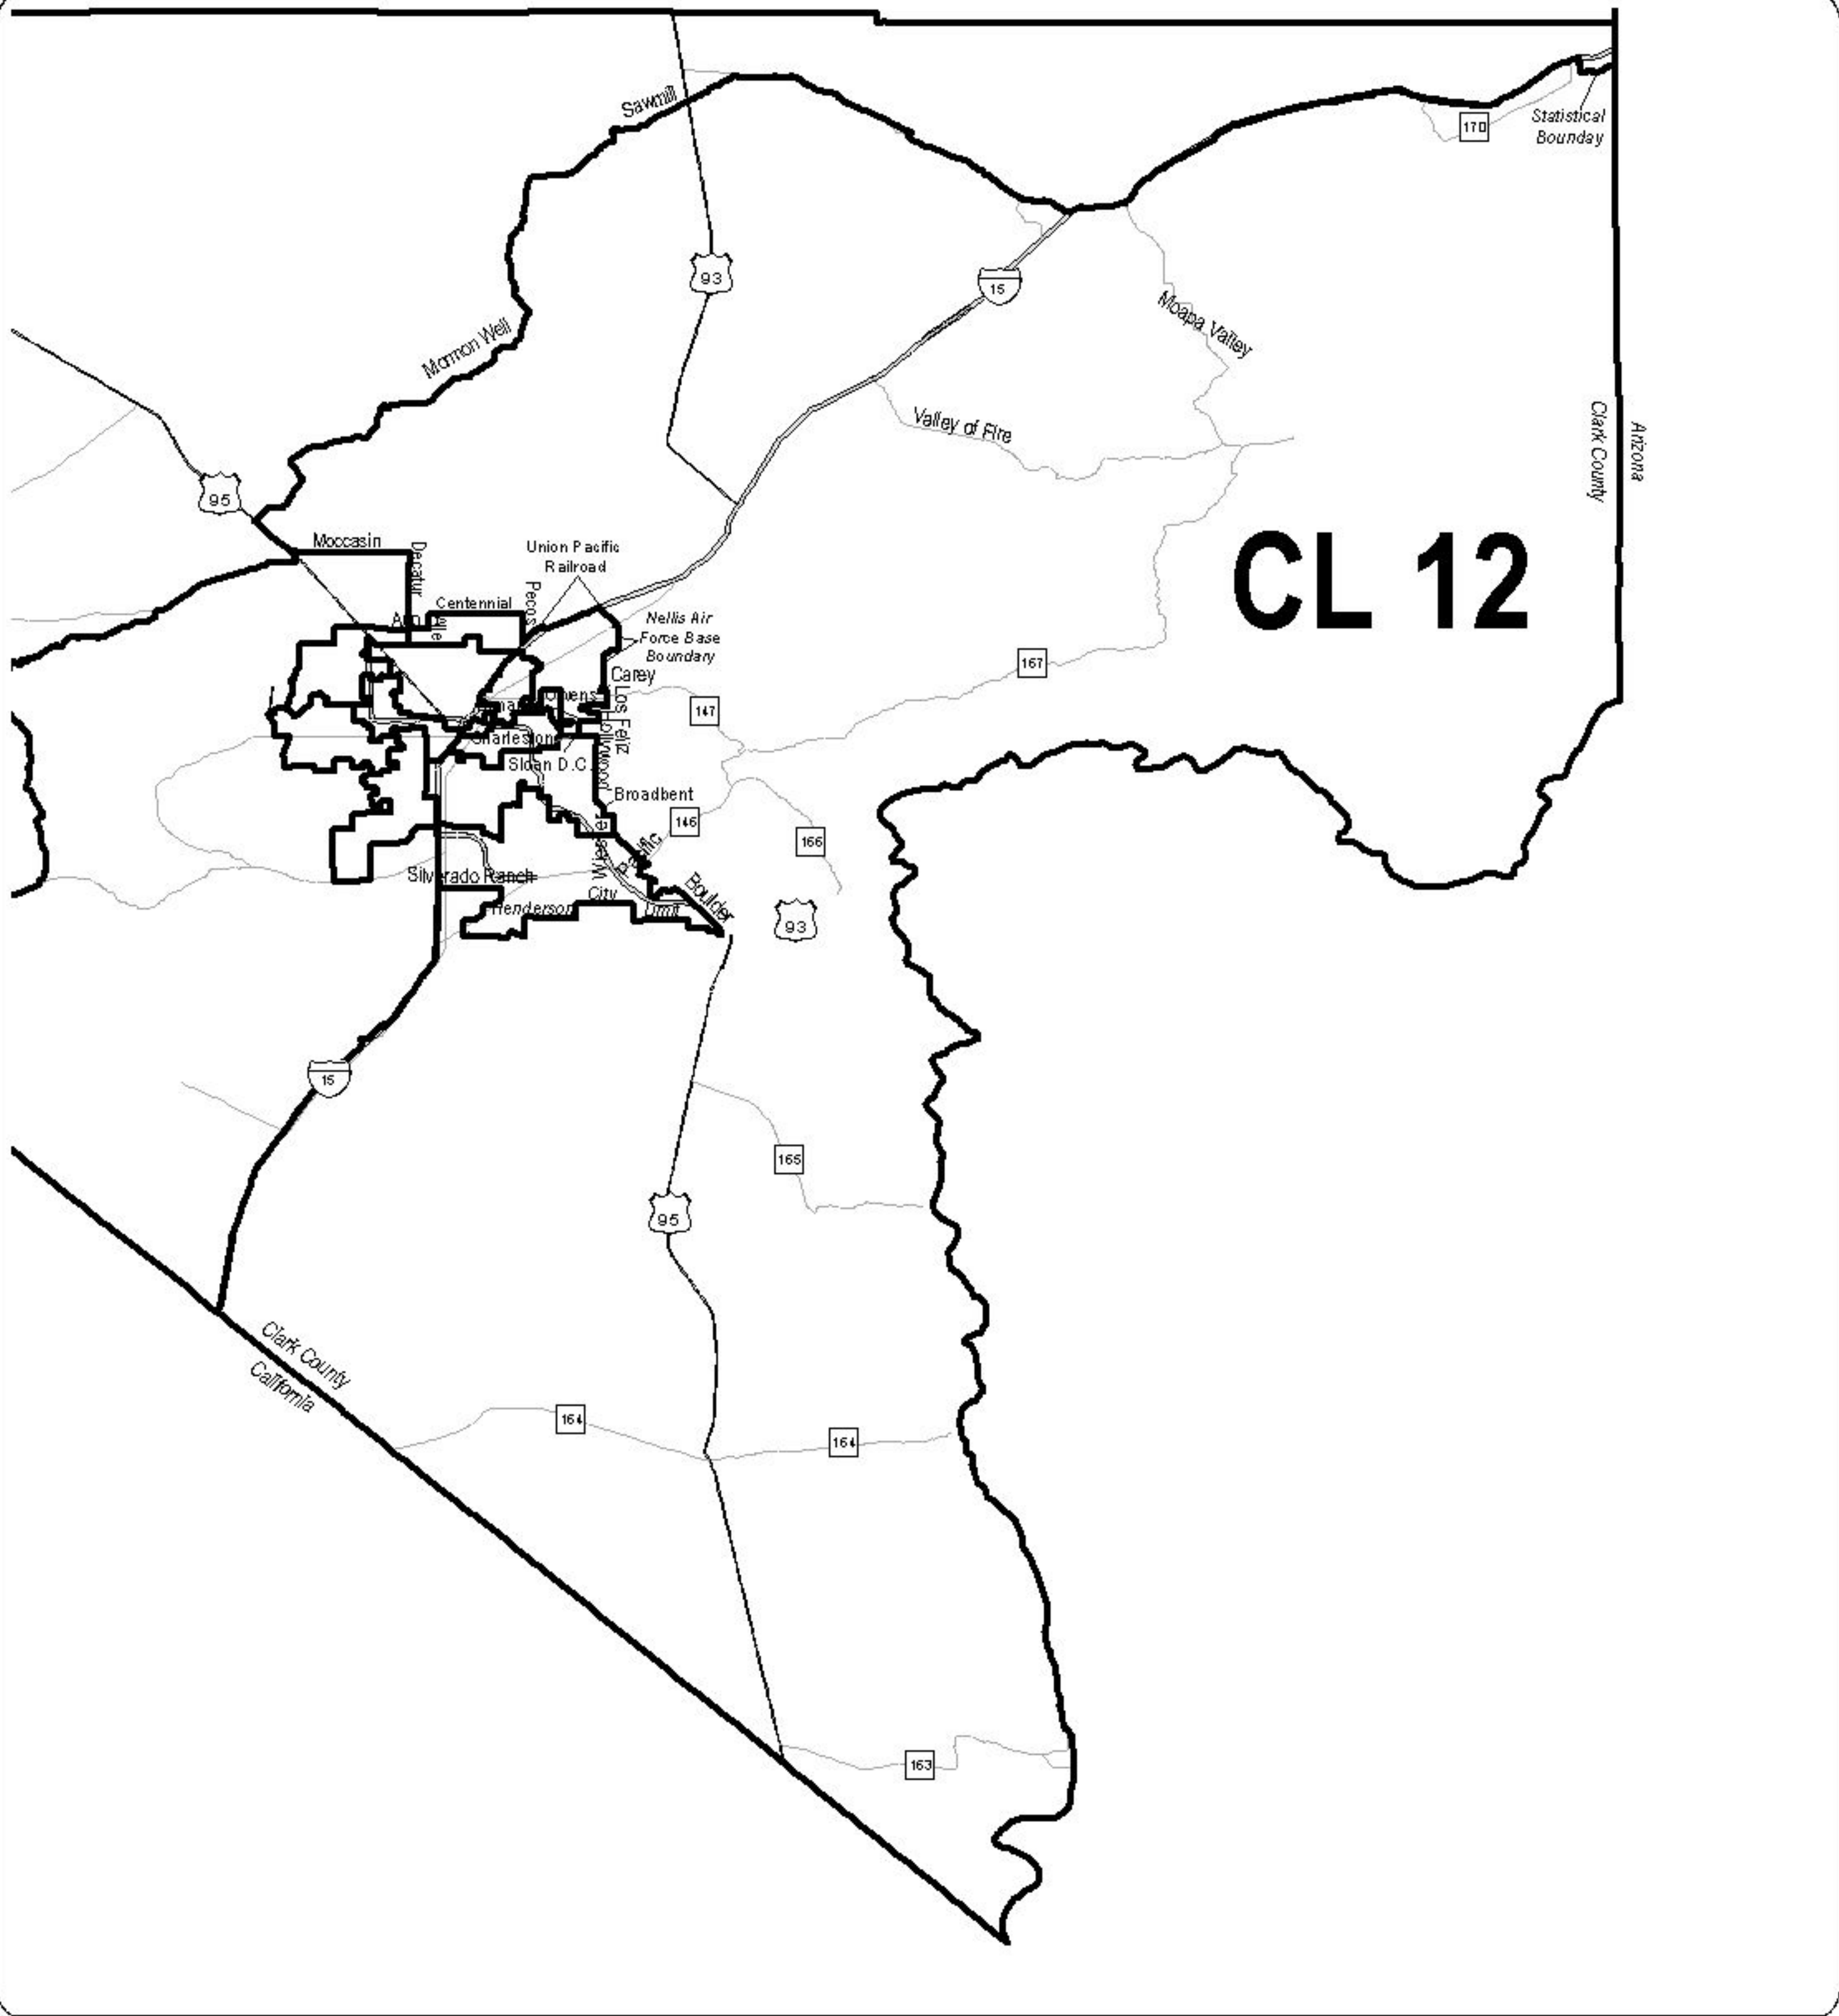 Sawmill
170
Statistical
Bounday
93
15
Moapa Valley
Mormon Well
Valley of Fire
Arizona
Clark County
95
Moccasin
Decatur
Union Pacific
Railroad
CL 12
Pecos
Centennial
Nellis Air
Force Base
Boundary
167
Carey
Owens
Los Feliz
147
Charleston
Hollywood
Sloan D.C.
Broadbent
146
166
Pacific
Silverado Ranch
Boulder
City
Henderson
Limit
93
15
165
95
Clark County
California
164
164
163